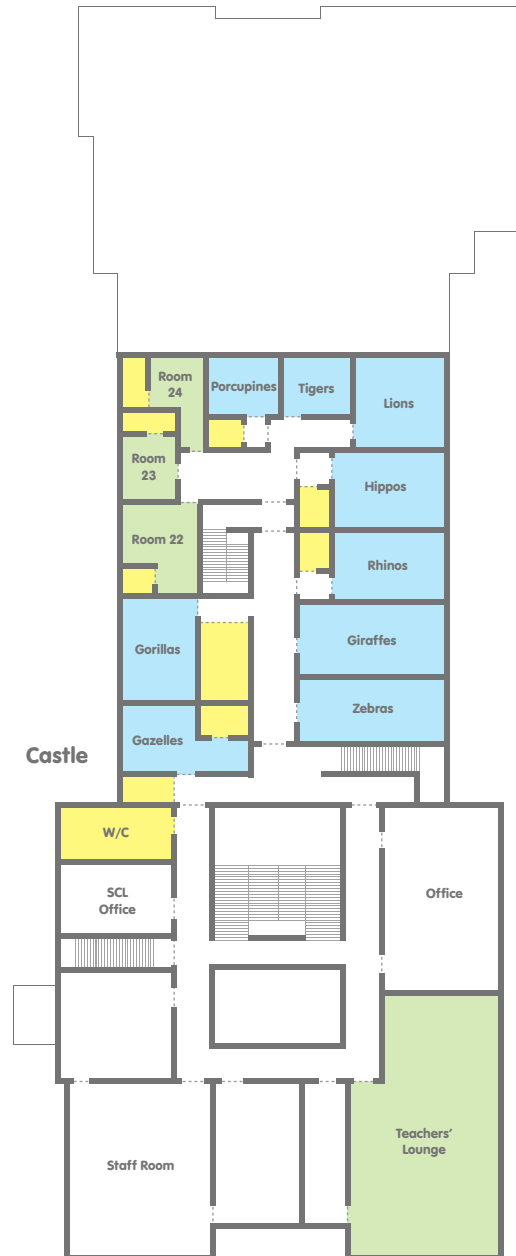 Room
24
Porcupines
Tigers
Lions
Room
23
Hippos
Room 22
Rhinos
Gorillas
Giraffes
Zebras
Gazelles
Castle
W/C
SCL
Office
Office
Teachers'
Lounge
Staff Room